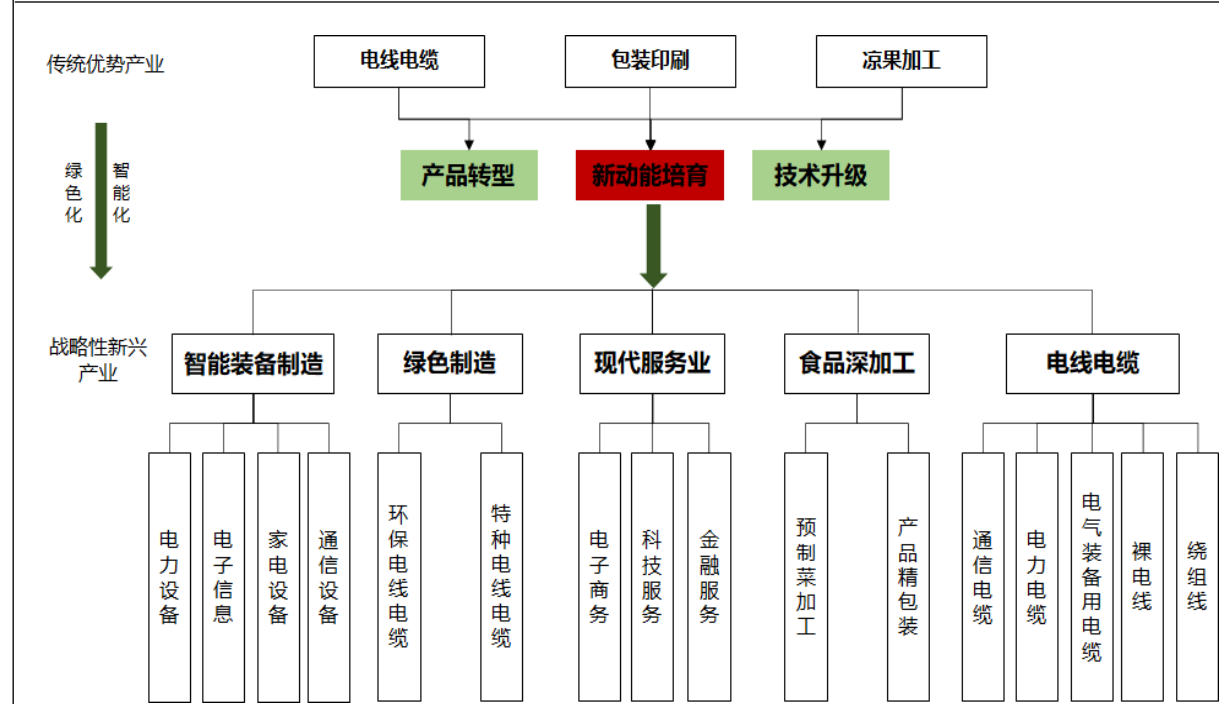 传统优势产业
电线电缆
包装印刷
凉果加工
绿色化
智能化
产品转型
新动能培育
技术升级
战略性新兴
产业
智能装备制造
绿色制造
现代服务业
食品深加工
电线电缆
电力设备
电子信息
家电设备
通信设备
环保电线电缆
特种电线电缆
电子商务
科技服务
金融服务
预制菜加工
产品精包装
通信电缆
电力电缆
电气装备用电缆
裸电线
绕组线